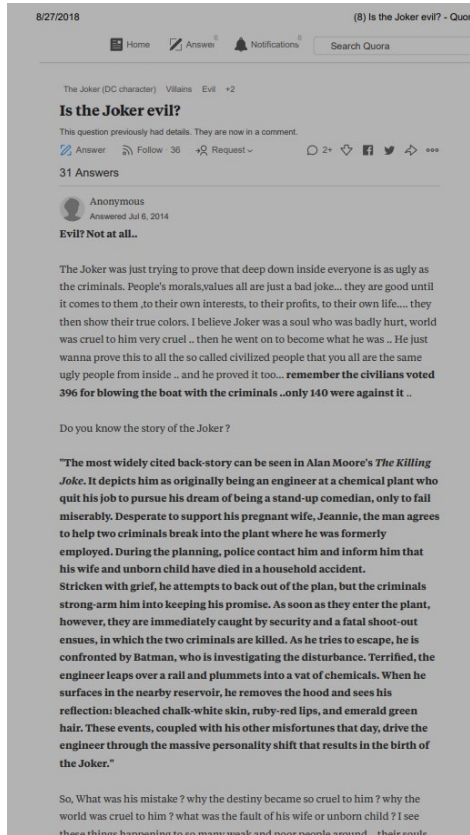 8/27/2018
(8) Is the Joker evil? - Quor
Home
Answer
6
Notifications
8
Search Quora
The Joker (DC character) Villains Evil +2
Is the Joker evil?
This question previously had details. They are now in a comment.
Answer Follow · 36 Request 2+
31 Answers
Anonymous
Answered Jul 6, 2014
Evil? Not at all..
The Joker was just trying to prove that deep down inside everyone is as ugly as
the criminals. People's morals,values all are just a bad joke... they are good until
it comes to them ,to their own interests, to their profits, to their own life.... they
then show their true colors. I believe Joker was a soul who was badly hurt, world
was cruel to him very cruel .. then he went on to become what he was .. He just
wanna prove this to all the so called civilized people that you all are the same
ugly people from inside .. and he proved it too... remember the civilians voted
396 for blowing the boat with the criminals ..only 140 were against it ..
Do you know the story of the Joker ?
"The most widely cited back-story can be seen in Alan Moore's The Killing
Joke. It depicts him as originally being an engineer at a chemical plant who
quit his job to pursue his dream of being a stand-up comedian, only to fail
miserably. Desperate to support his pregnant wife, Jeannie, the man agrees
to help two criminals break into the plant where he was formerly
employed. During the planning, police contact him and inform him that
his wife and unborn child have died in a household accident.
Stricken with grief, he attempts to back out of the plan, but the criminals
strong-arm him into keeping his promise. As soon as they enter the plant,
however, they are immediately caught by security and a fatal shoot-out
ensues, in which the two criminals are killed. As he tries to escape, he is
confronted by Batman, who is investigating the disturbance. Terrified, the
engineer leaps over a rail and plummets into a vat of chemicals. When he
surfaces in the nearby reservoir, he removes the hood and sees his
reflection: bleached chalk-white skin, ruby-red lips, and emerald green
hair. These events, coupled with his other misfortunes that day, drive the
engineer through the massive personality shift that results in the birth of
the Joker."
So, What was his mistake ? why the destiny became so cruel to him ? why the
world was cruel to him ? what was the fault of his wife or unborn child ? I see
these things happening to so many weak and poor people around .. their souls